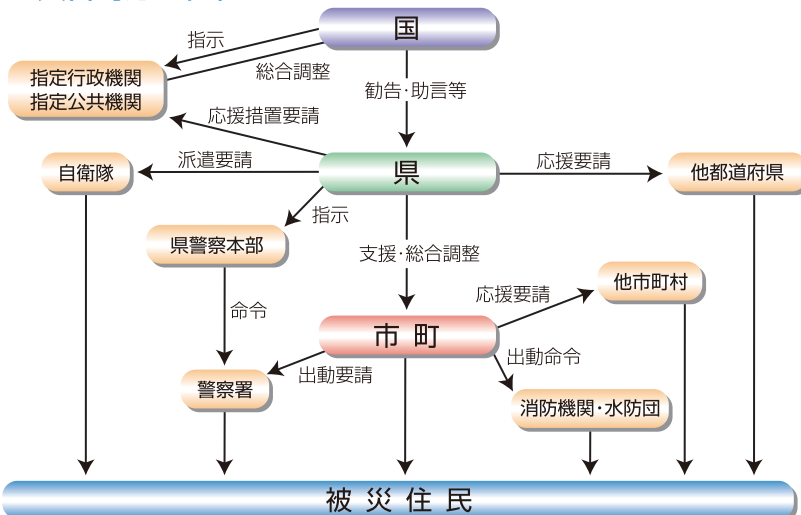 国
指示
総合調整
指定行政機関
指定公共機関
勧告・助言等
応援措置要請
自衛隊
派遣要請
県
応援要請
他都道府県
指示
県警察本部
支援・総合調整
他市町村
応援要請
命令
市町
出動命令
出動要請
警察署
消防機関・水防団
被災住民